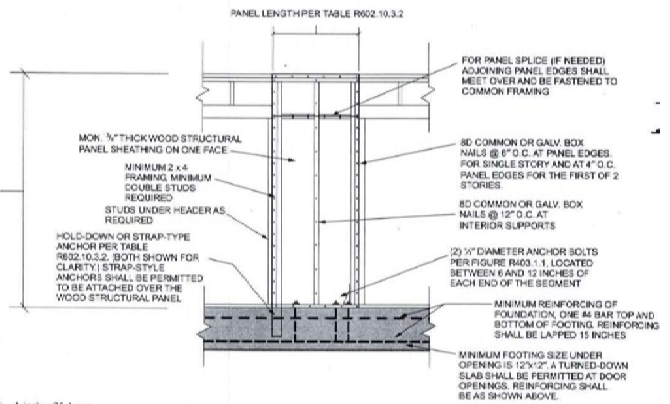 PANEL LENGTH PER TABLE R602.10.3.2
FOR PANEL SPLICE (IF NEEDED)
ADJOINING PANEL EDGES SHALL
MEET OVER AND BE FASTENED TO
COMMON FRAMING
MON. ⅜" THICK WOOD STRUCTURAL
PANEL SHEATHING ON ONE FACE
MINIMUM 2 x 4
FRAMING, MINIMUM
DOUBLE STUDS
REQUIRED
STUDS UNDER HEADER AS
REQUIRED
HOLD-DOWN OR STRAP-TYPE
ANCHOR PER TABLE
R602.10.3.2. (BOTH SHOWN FOR
CLARITY.) STRAP-STYLE
ANCHORS SHALL BE PERMITTED
TO BE ATTACHED OVER THE
WOOD STRUCTURAL PANEL
8D COMMON OR GALV. BOX
NAILS @ 6" O.C. AT PANEL EDGES.
FOR SINGLE STORY AND AT 4" O.C.
PANEL EDGES FOR THE FIRST OF 2
STORIES.
8D COMMON OR GALV. BOX
NAILS @ 12" O.C. AT
INTERIOR SUPPORTS
(2) ½" DIAMETER ANCHOR BOLTS
PER FIGURE R403.1.1, LOCATED
BETWEEN 6 AND 12 INCHES OF
EACH END OF THE SEGMENT
MINIMUM REINFORCING OF
FOUNDATION, ONE #4 BAR TOP AND
BOTTOM OF FOOTING. REINFORCING
SHALL BE LAPPED 15 INCHES
MINIMUM FOOTING SIZE UNDER
OPENING IS 12"x12". A TURNED-DOWN
SLAB SHALL BE PERMITTED AT DOOR
OPENINGS. REINFORCING SHALL
BE AS SHOWN ABOVE.